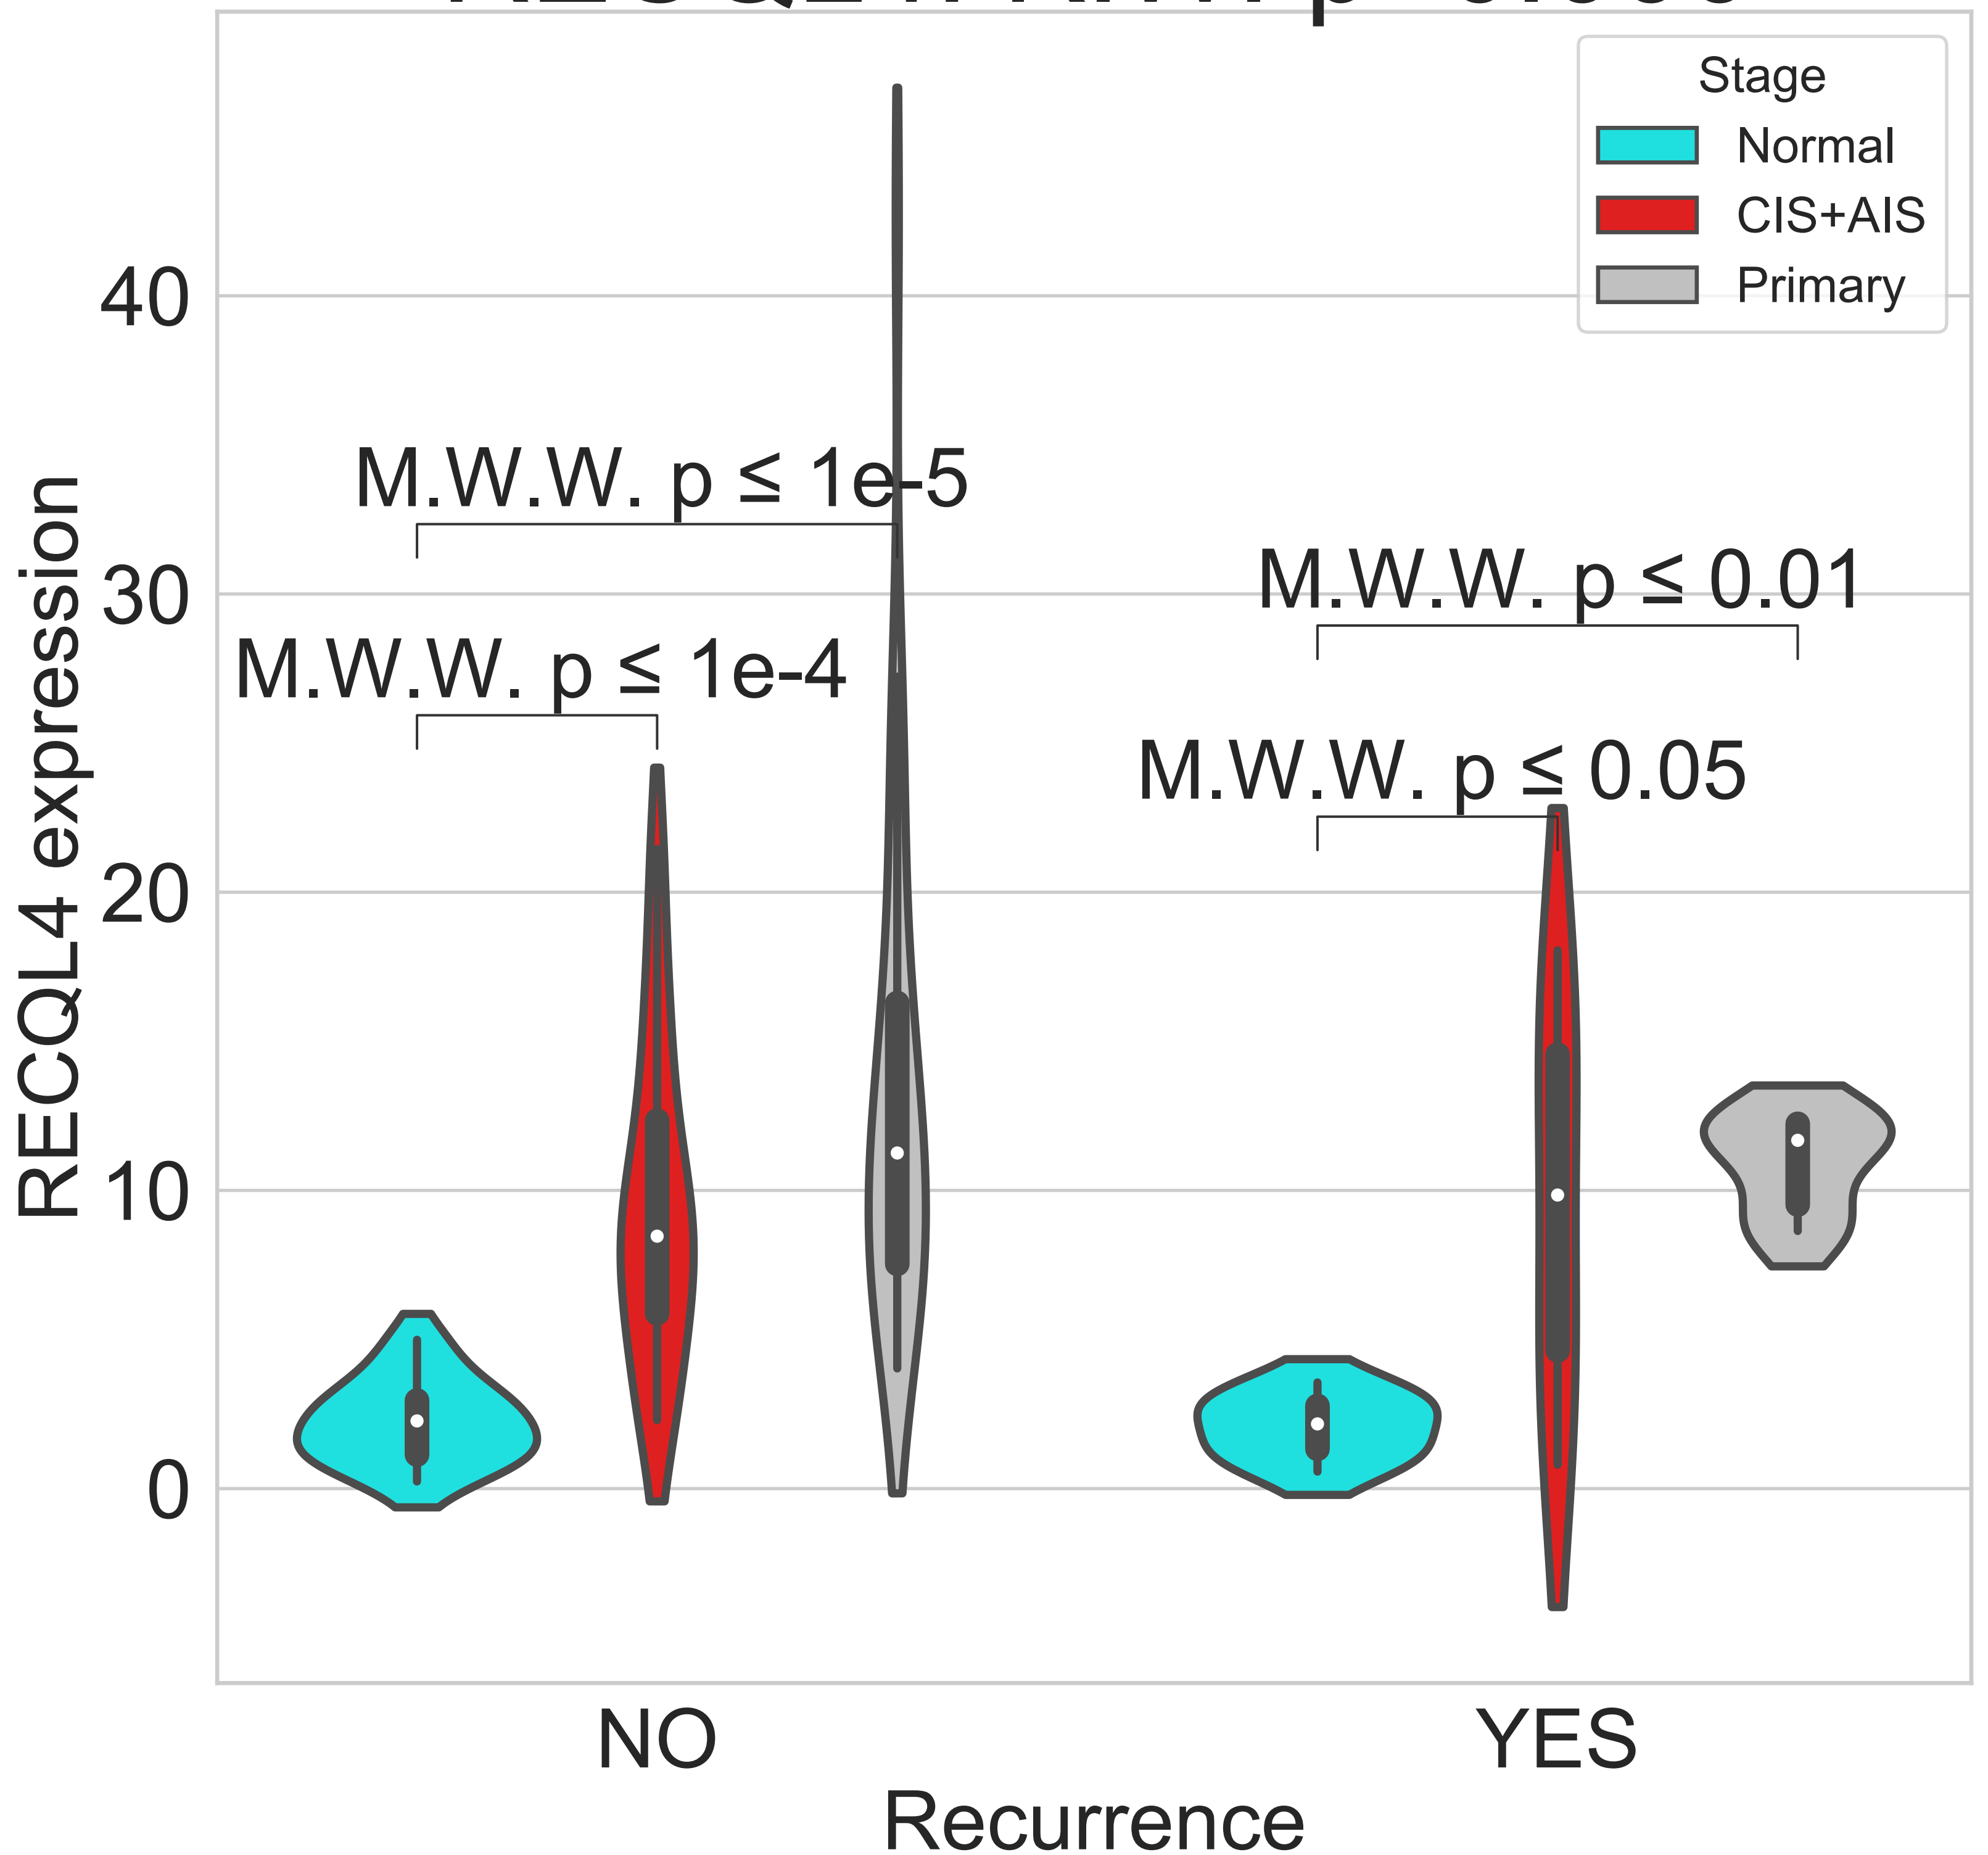 Stage
Normal
CIS+AIS
Primary
40
30
20
10
0
RECQL4 expression
M.W.W. p ≤ 1e-5
M.W.W. p ≤ 1e-4
M.W.W. p ≤ 0.01
M.W.W. p ≤ 0.05
NO
YES
Recurrence